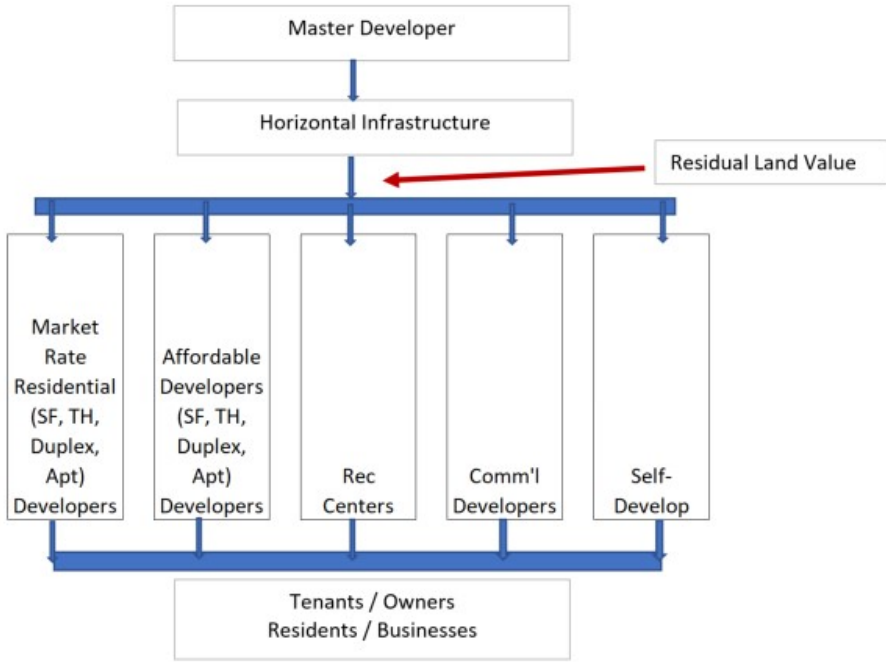 Master Developer
Horizontal Infrastructure
Residual Land Value
Market
Rate
Residential
(SF, TH,
Duplex,
Apt)
Developers
Affordable
Developers
(SF, TH,
Duplex,
Apt)
Developers
Rec
Centers
Comm'l
Developers
Self-
Develop
Tenants / Owners
Residents / Businesses